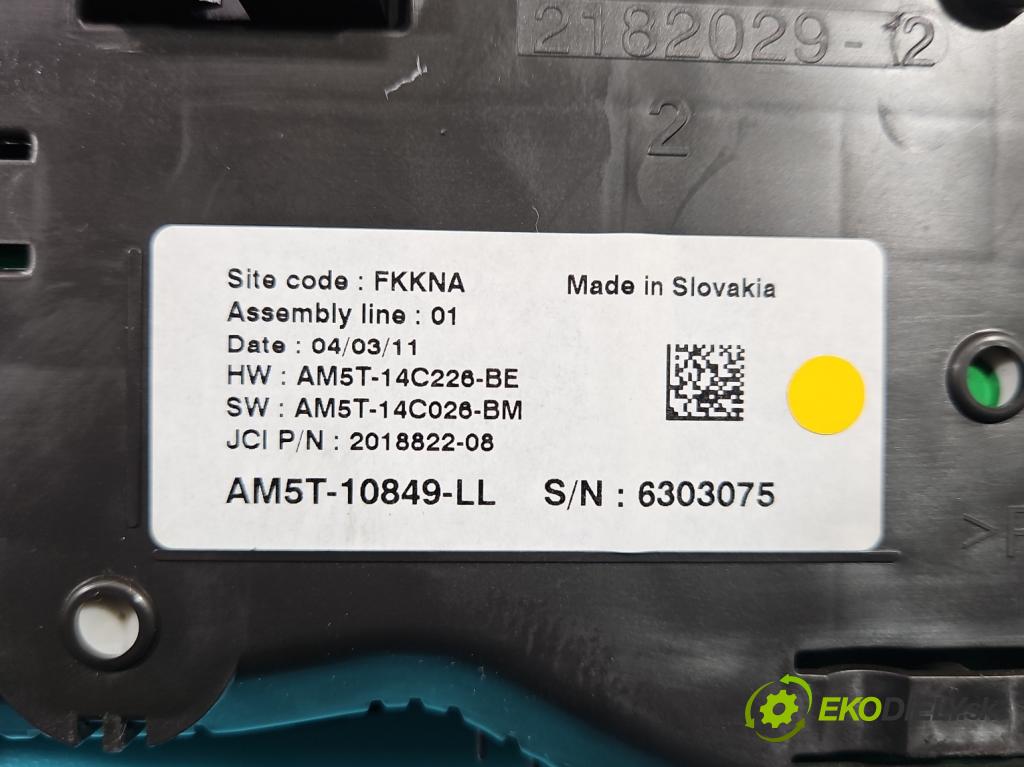 2182029-12
2
Site code : FKKNA
Made in Slovakia
Assembly line : 01
Date : 04/03/11
HW : AM5T-14C226-BE
SW : AM5T-14C026-BM
JCI P/N : 2018822-08
AM5T-10849-LL
S/N : 6303075
>P
EKODIELY.sk